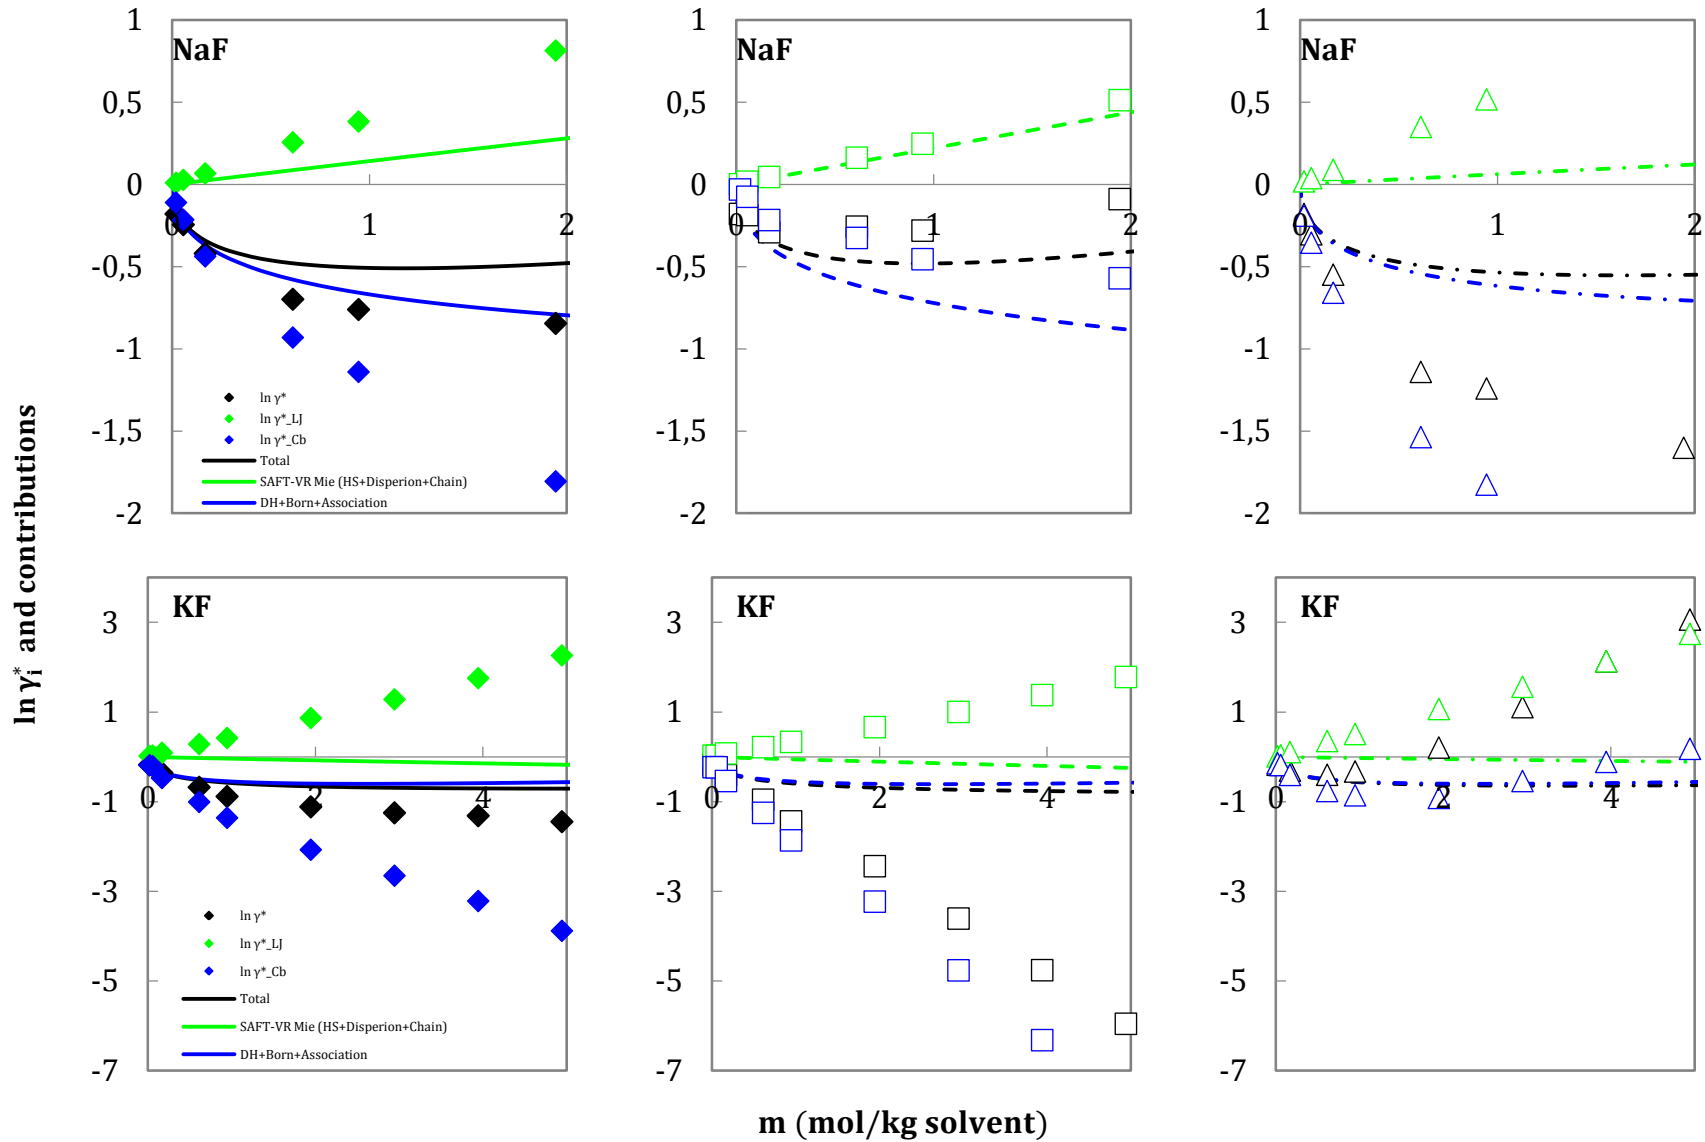 ln γᵢ* and contributions
NaF
1
0,5
0
-0,5
-1
-1,5
-2
0
1
2
ln γ*
ln γ*_LJ
ln γ*_Cb
Total
SAFT-VR Mie (HS+Disperion+Chain)
DH+Born+Association
NaF
1
0,5
0
-0,5
-1
-1,5
-2
0
1
2
NaF
1
0,5
0
-0,5
-1
-1,5
-2
0
1
2
KF
3
1
-1
-3
-5
-7
0
2
4
ln γ*
ln γ*_LJ
ln γ*_Cb
Total
SAFT-VR Mie (HS+Disperion+Chain)
DH+Born+Association
KF
3
1
-1
-3
-5
-7
0
2
4
KF
3
1
-1
-3
-5
-7
0
2
4
m (mol/kg solvent)